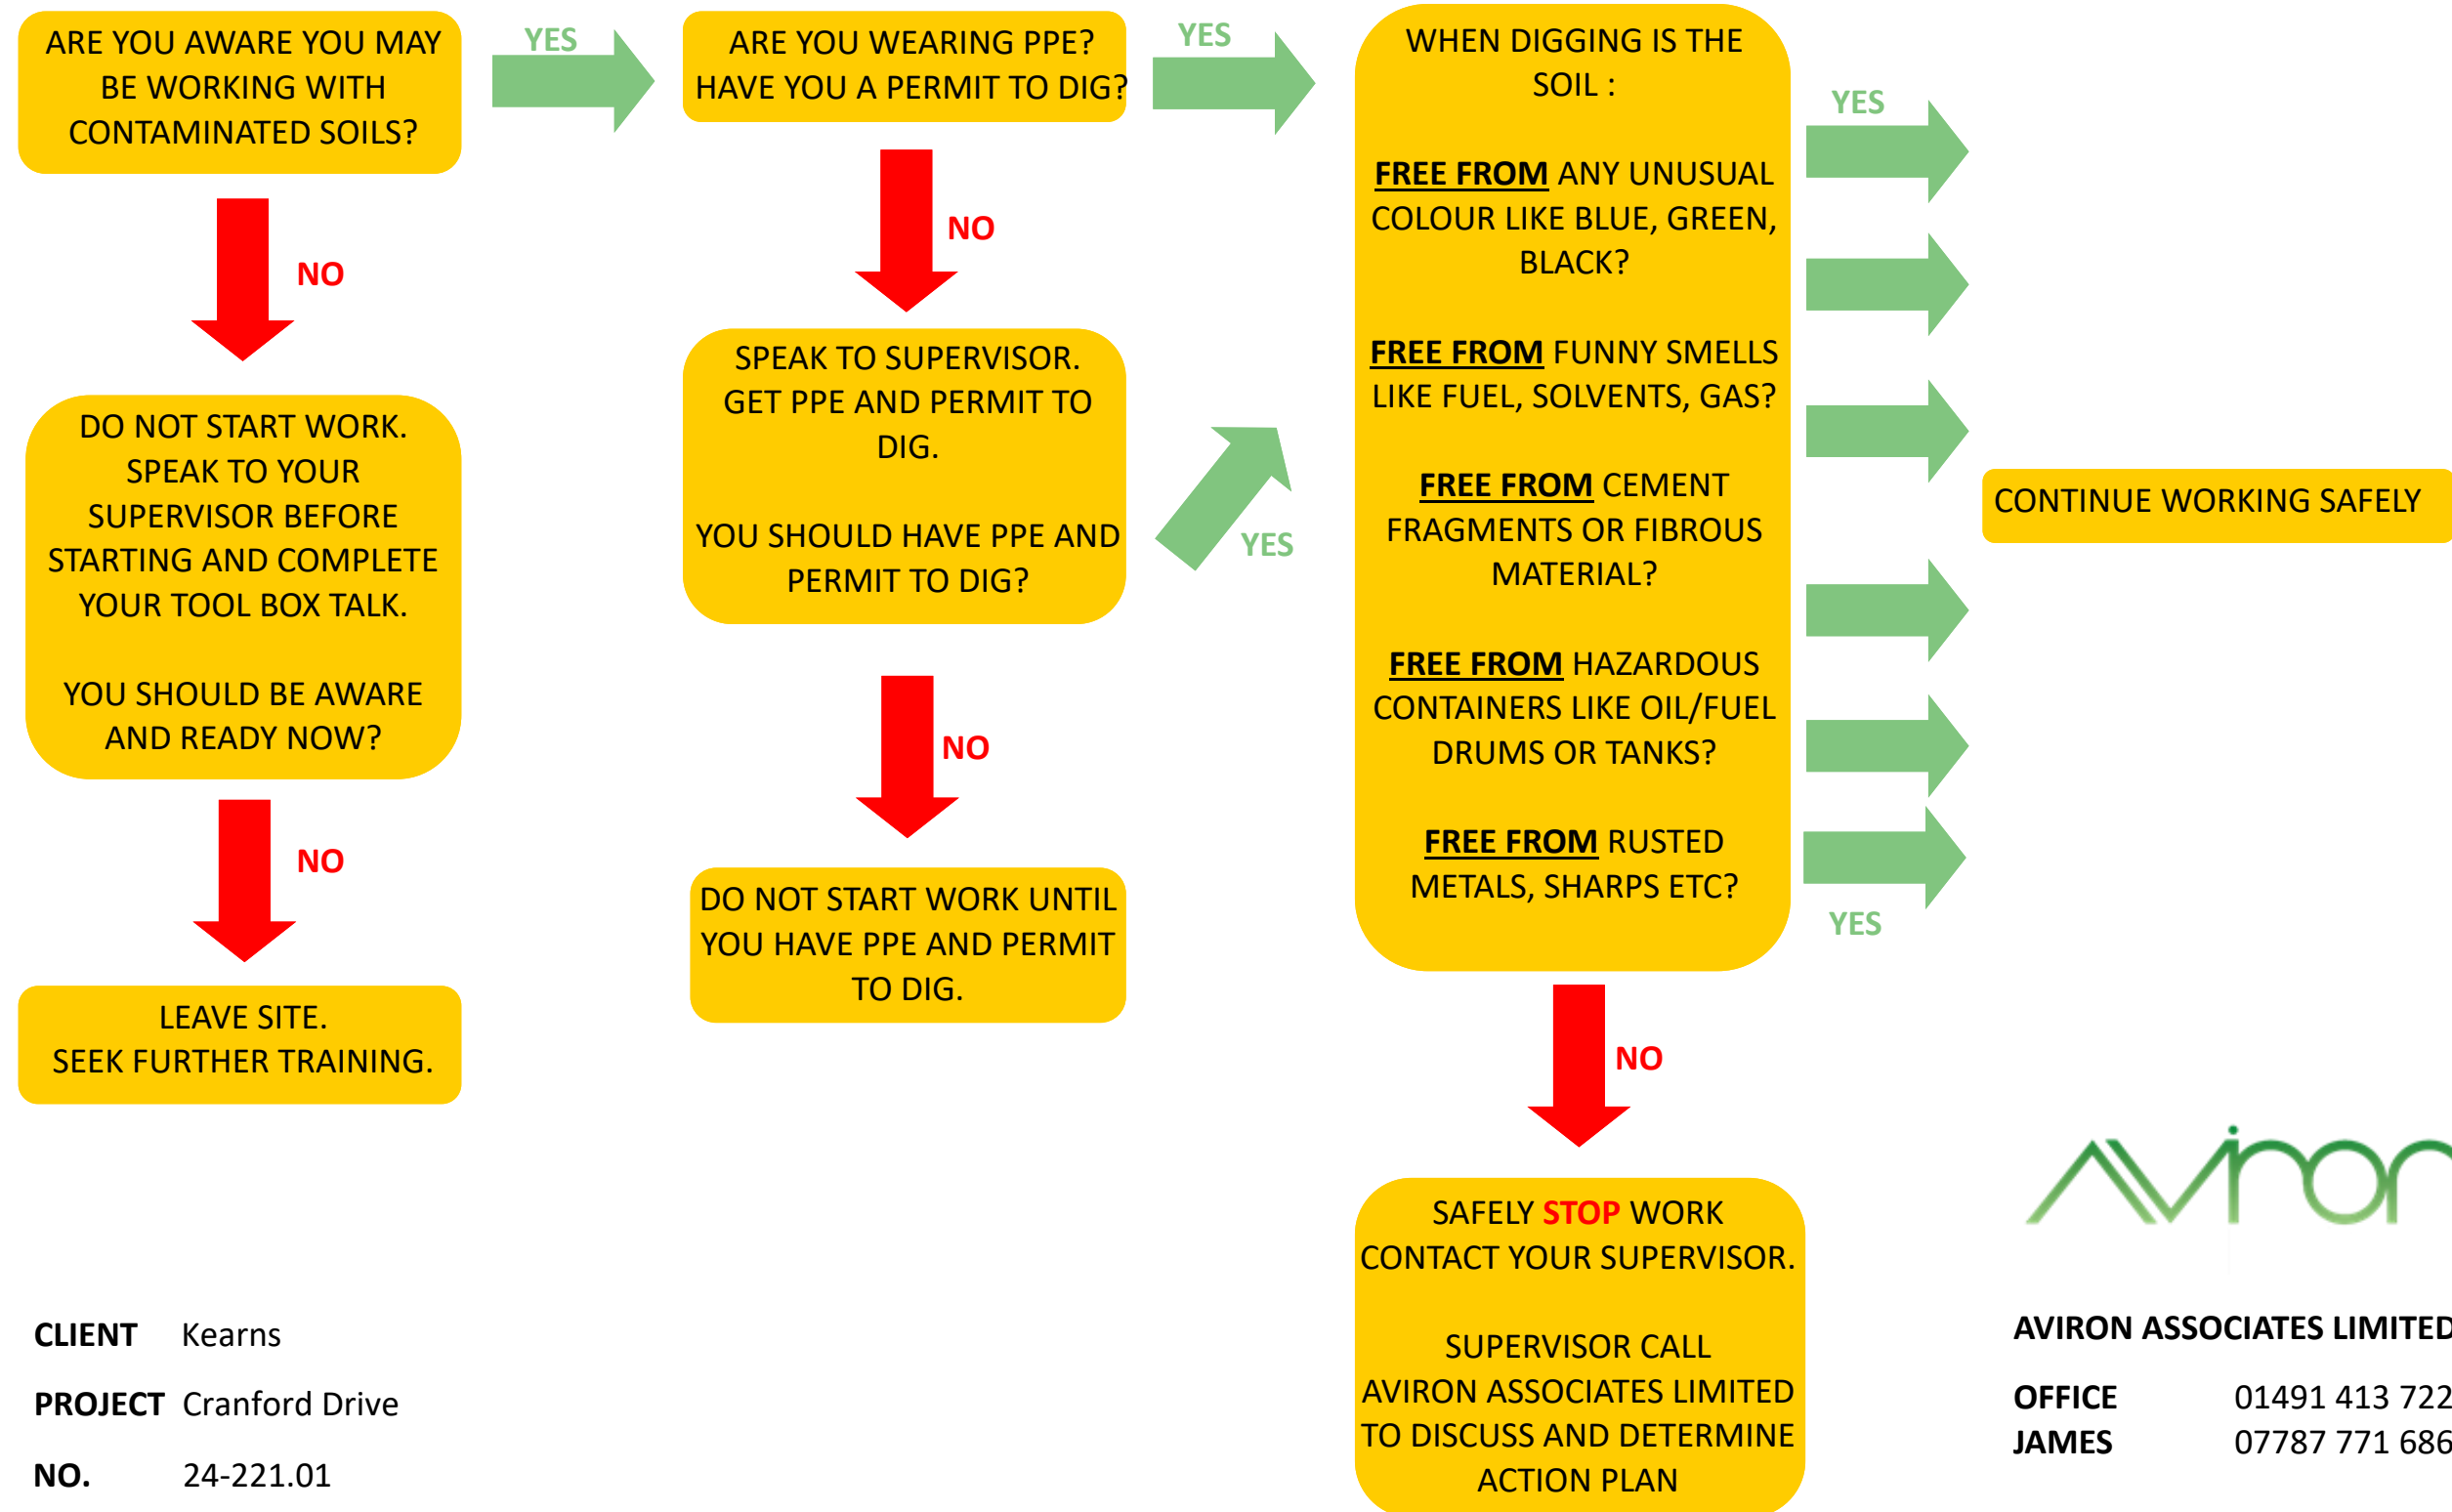 ARE YOU AWARE YOU MAY
BE WORKING WITH
CONTAMINATED SOILS?
YES
ARE YOU WEARING PPE?
HAVE YOU A PERMIT TO DIG?
YES
WHEN DIGGING IS THE
SOIL :
FREE FROM ANY UNUSUAL
COLOUR LIKE BLUE, GREEN,
BLACK?
FREE FROM FUNNY SMELLS
LIKE FUEL, SOLVENTS, GAS?
FREE FROM CEMENT
FRAGMENTS OR FIBROUS
MATERIAL?
FREE FROM HAZARDOUS
CONTAINERS LIKE OIL/FUEL
DRUMS OR TANKS?
FREE FROM RUSTED
METALS, SHARPS ETC?
YES
YES
CONTINUE WORKING SAFELY
NO
NO
DO NOT START WORK.
SPEAK TO YOUR
SUPERVISOR BEFORE
STARTING AND COMPLETE
YOUR TOOL BOX TALK.
YOU SHOULD BE AWARE
AND READY NOW?
NO
LEAVE SITE.
SEEK FURTHER TRAINING.
SPEAK TO SUPERVISOR.
GET PPE AND PERMIT TO
DIG.
YOU SHOULD HAVE PPE AND
PERMIT TO DIG?
YES
NO
DO NOT START WORK UNTIL
YOU HAVE PPE AND PERMIT
TO DIG.
NO
SAFELY STOP WORK
CONTACT YOUR SUPERVISOR.
SUPERVISOR CALL
AVIRON ASSOCIATES LIMITED
TO DISCUSS AND DETERMINE
ACTION PLAN
CLIENT Kearns
PROJECT Cranford Drive
NO. 24-221.01
Aviron
AVIRON ASSOCIATES LIMITED
OFFICE 01491 413 722
JAMES 07787 771 686